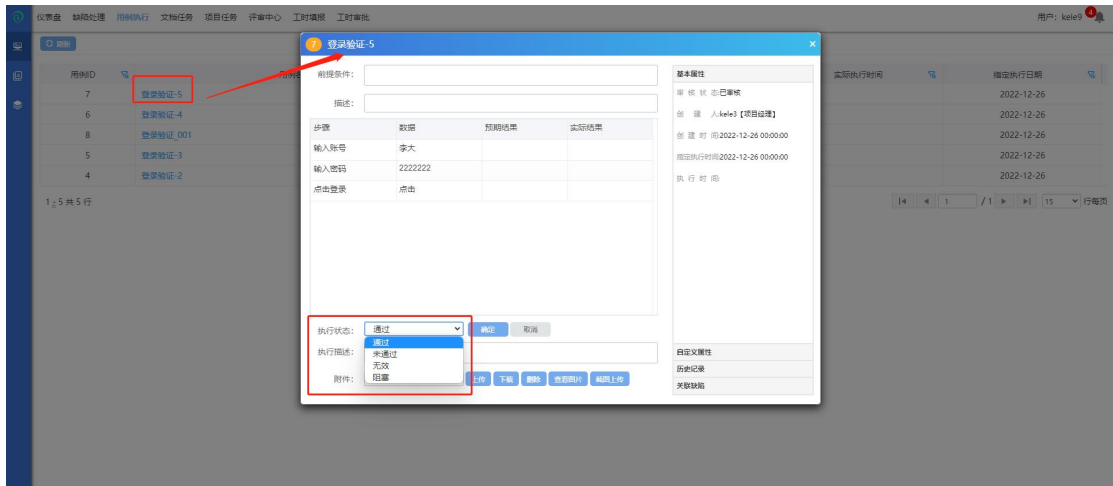 仪表盘 缺陷处理 用例执行 文档任务 项目任务 评审中心 工时填报 工时审批 用户: kele9 4
刷新
用例ID 实际执行时间 指定执行日期
7 登录验证-5 2022-12-26
6 登录验证-4 2022-12-26
8 登录验证_001 2022-12-26
5 登录验证-3 2022-12-26
4 登录验证-2 2022-12-26
1 - 5 共 5 行 1 / 1 15 行每页
7 登录验证-5 ×
前提条件:
描述:
步骤 数据 预期结果 实际结果
输入账号 李大
输入密码 2222222
点击登录 点击
执行状态: 通过 确定 取消
通过
未通过
无效
阻塞
执行描述:
附件: 上传 下载 删除 查看图片 截图上传
基本属性
审 核 状 态:已审核
创 建 人:kele3【项目经理】
创 建 时 间:2022-12-26 00:00:00
指定执行时间:2022-12-26 00:00:00
执 行 时 间:
自定义属性
历史记录
关联缺陷